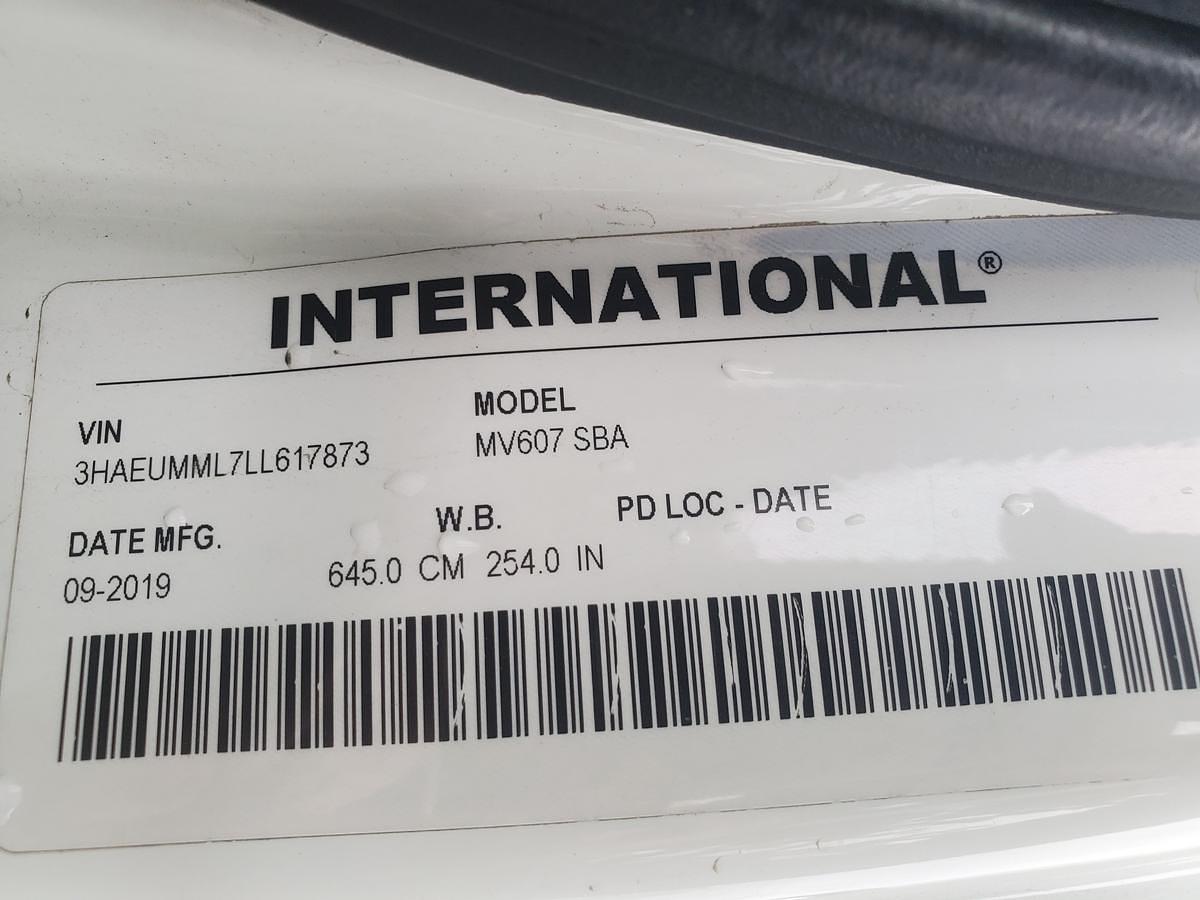 INTERNATIONAL®
VIN
3HAEUMML7LL617873
MODEL
MV607 SBA
DATE MFG.
09-2019
W.B.
645.0 CM 254.0 IN
PD LOC - DATE